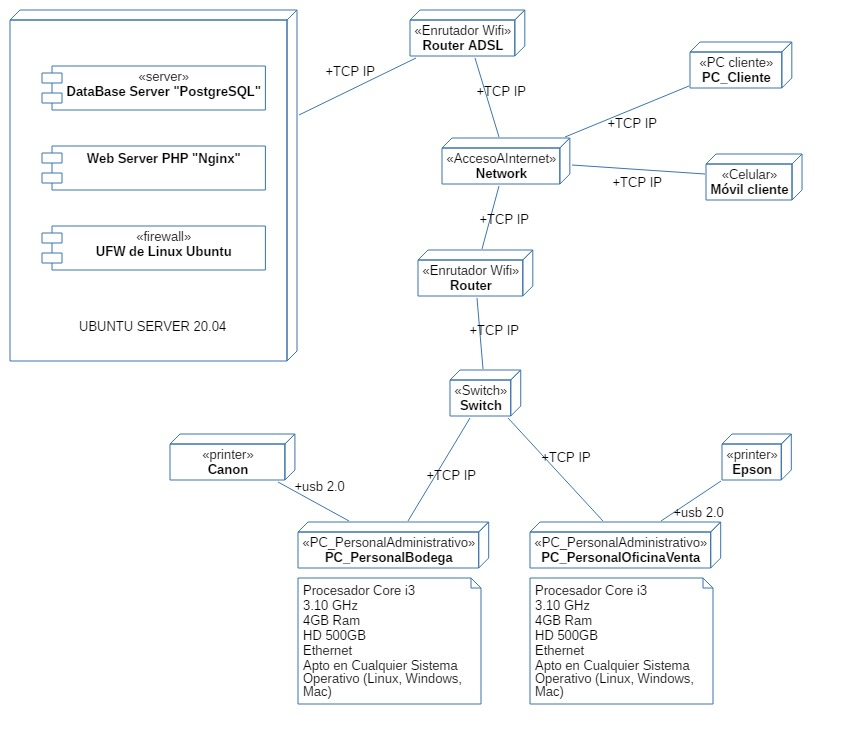 «Enrutador Wifi»
Router ADSL
+TCP IP
«server»
DataBase Server "PostgreSQL"
Web Server PHP "Nginx"
«firewall»
UFW de Linux Ubuntu
UBUNTU SERVER 20.04
+TCP IP
«PC cliente»
PC_Cliente
+TCP IP
«AccesoAInternet»
Network
+TCP IP
«Celular»
Móvil cliente
+TCP IP
«Enrutador Wifi»
Router
+TCP IP
«Switch»
Switch
«printer»
Canon
+usb 2.0
+TCP IP
+TCP IP
«printer»
Epson
+usb 2.0
«PC_PersonalAdministrativo»
PC_PersonalBodega
Procesador Core i3
3.10 GHz
4GB Ram
HD 500GB
Ethernet
Apto en Cualquier Sistema
Operativo (Linux, Windows,
Mac)
«PC_PersonalAdministrativo»
PC_PersonalOficinaVenta
Procesador Core i3
3.10 GHz
4GB Ram
HD 500GB
Ethernet
Apto en Cualquier Sistema
Operativo (Linux, Windows,
Mac)